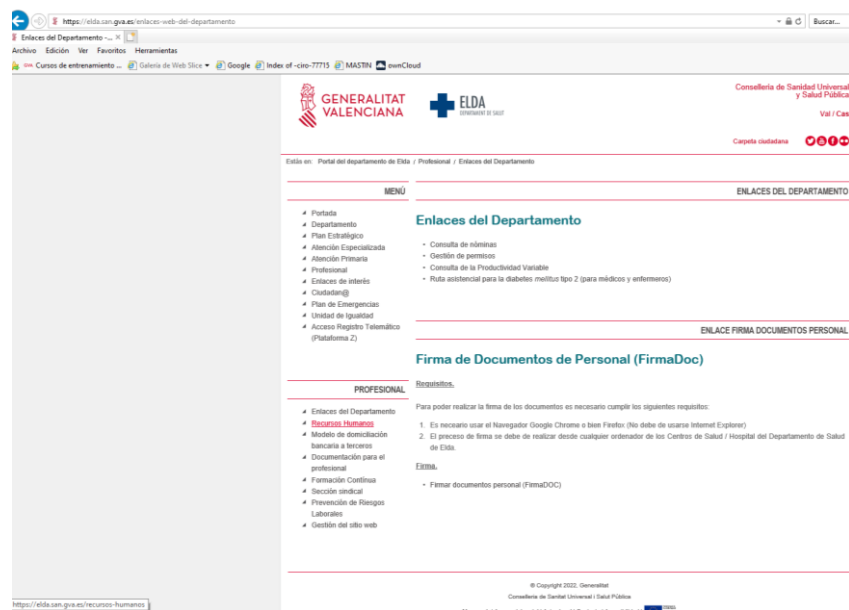 https://elda.san.gva.es/enlaces-web-del-departamento
Buscar...
Enlaces del Departamento -...
Archivo Edición Ver Favoritos Herramientas
Cursos de entrenamiento ... Galería de Web Slice Google Index of -ciro-77715 MASTIN ownCloud
GENERALITAT
VALENCIANA
ELDA
DEPARTAMENT DE SALUT
Conselleria de Sanidad Universal
y Salud Pública
Val / Cas
Carpeta ciudadana
Estás en: Portal del departamento de Elda / Profesional / Enlaces del Departamento
MENÚ
Portada
Departamento
Plan Estratégico
Atención Especializada
Atención Primaria
Profesional
Enlaces de interés
Ciudadan@
Plan de Emergencias
Unidad de Igualdad
Acceso Registro Telemático
(Plataforma Z)
PROFESIONAL
Enlaces del Departamento
Recursos Humanos
Modelo de domiciliación
bancaria a terceros
Documentación para el
profesional
Formación Contínua
Sección sindical
Prevención de Riesgos
Laborales
Gestión del sitio web
ENLACES DEL DEPARTAMENTO
Enlaces del Departamento
- Consulta de nóminas
- Gestión de permisos
- Consulta de la Productividad Variable
- Ruta asistencial para la diabetes mellitus tipo 2 (para médicos y enfermeros)
ENLACE FIRMA DOCUMENTOS PERSONAL
Firma de Documentos de Personal (FirmaDoc)
Requisitos.
Para poder realizar la firma de los documentos es necesario cumplir los siguientes requisitos:
1. Es neceario usar el Navegador Google Chrome o bien Firefox (No debe de usarse Internet Explorer)
2. El preceso de firma se debe de realizar desde cualquier ordenador de los Centros de Salud / Hospital del Departamento de Salud
de Elda.
Firma.
- Firmar documentos personal (FirmaDOC)
© Copyright 2022, Generalitat
Conselleria de Sanitat Universal i Salut Pública
https://elda.san.gva.es/recursos-humanos